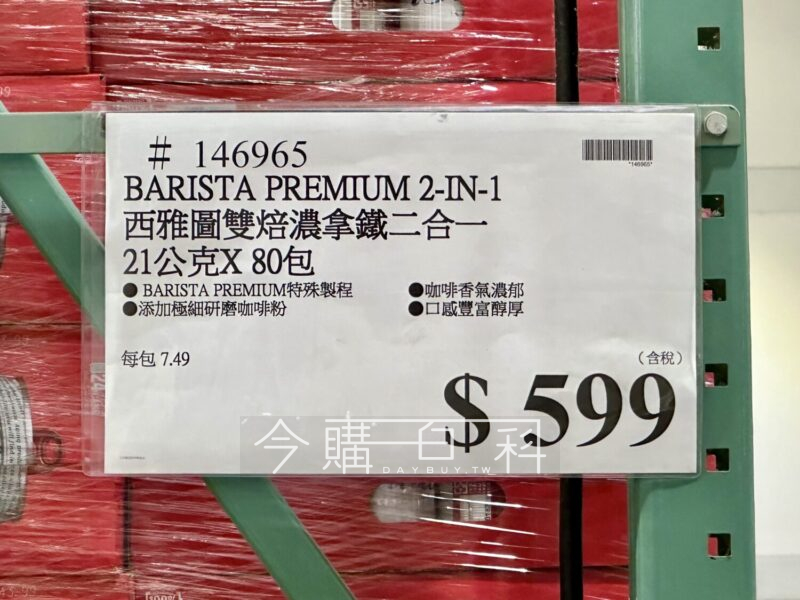 # 146965
*146965*
BARISTA PREMIUM 2-IN-1
西雅圖雙焙濃拿鐵二合一
21公克X 80包
● BARISTA PREMIUM特殊製程
●咖啡香氣濃郁
●添加極細研磨咖啡粉
●口感豐富醇厚
每包 7.49
(含稅)
$ 599
今購百科
DAYBUY.TW